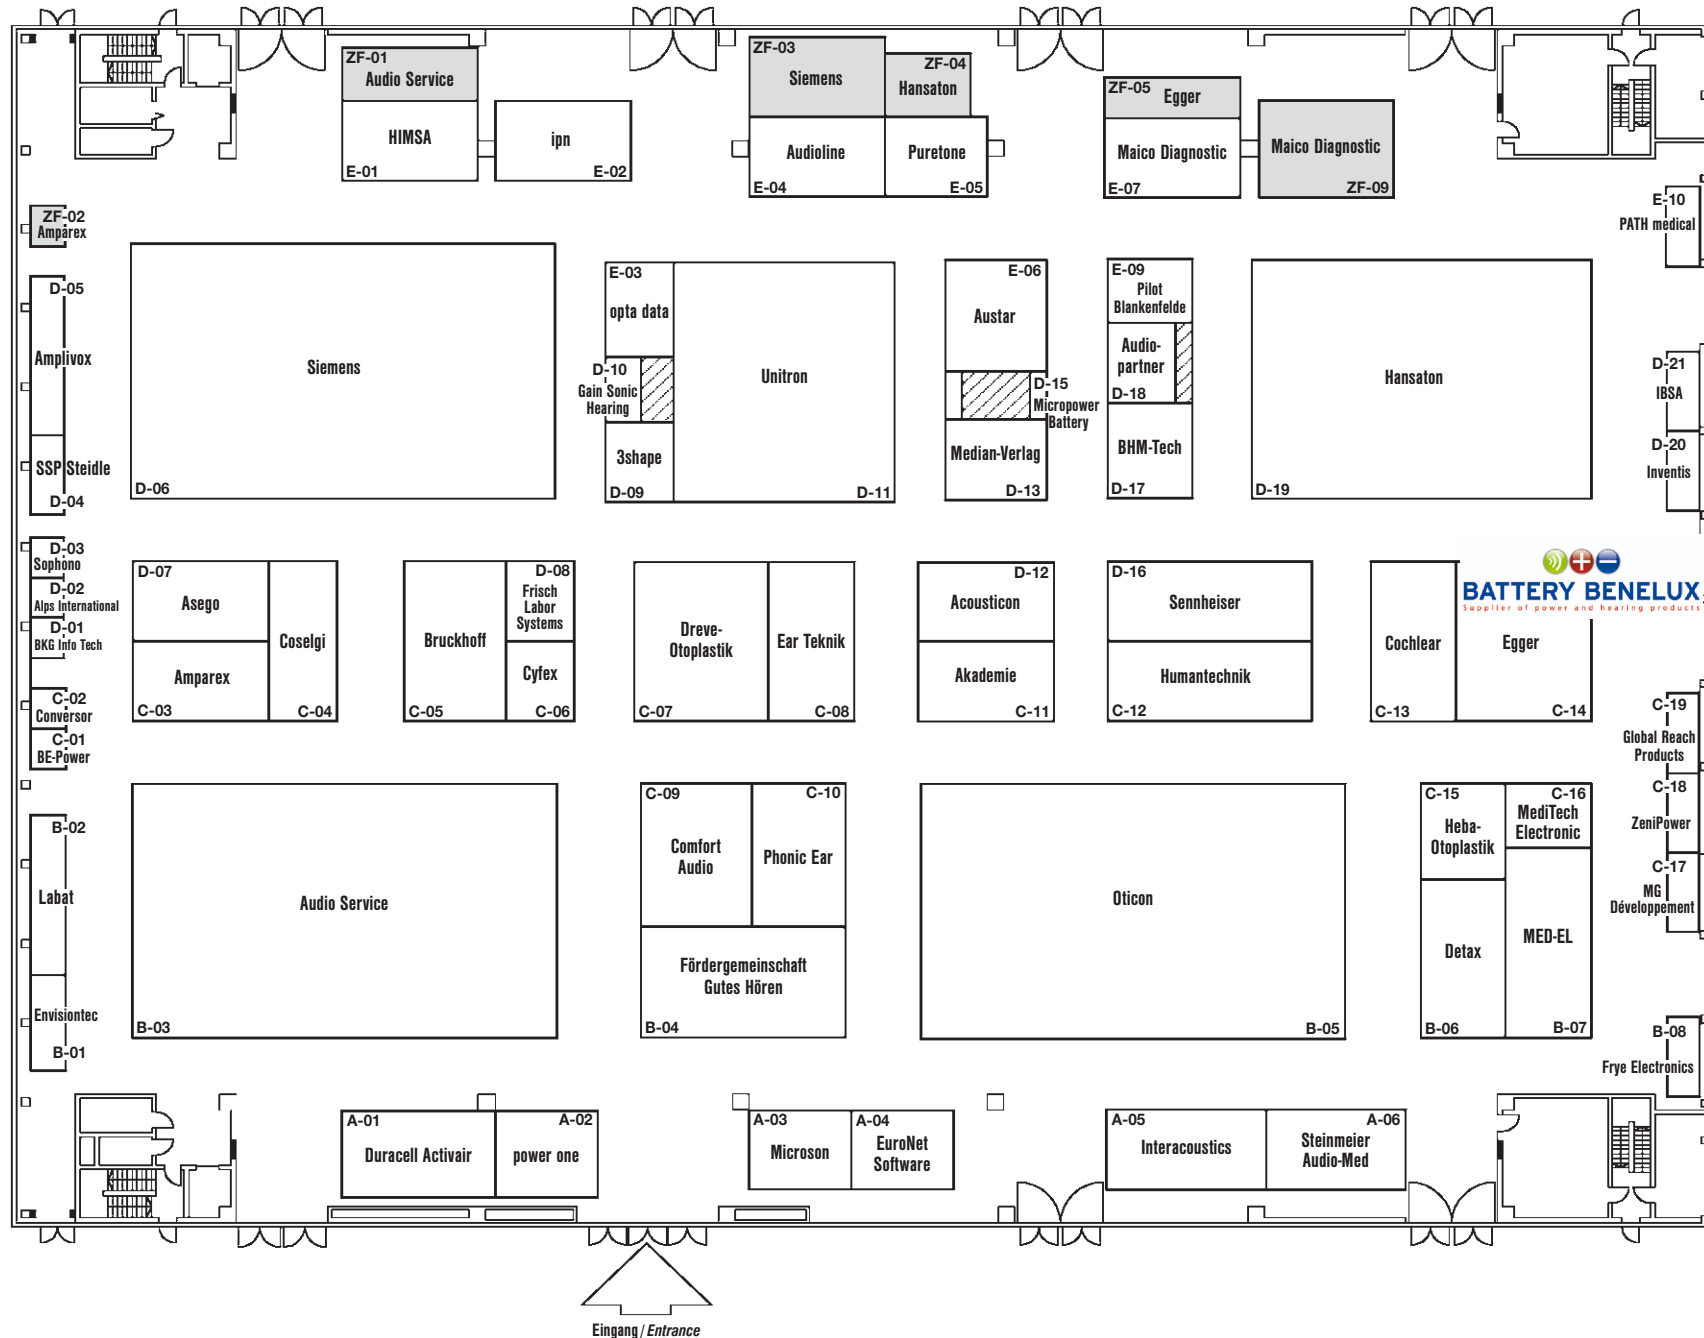 ZF-01
Audio Service
HIMSA
E-01
ipn
E-02
ZF-03
Siemens
ZF-04
Hansaton
Audioline
E-04
Puretone
E-05
ZF-05
Egger
Maico Diagnostic
E-07
Maico Diagnostic
ZF-09
ZF-02
Amparex
E-10
PATH medical
D-05
Amplivox
SSP Steidle
D-04
Siemens
D-06
E-03
opta data
D-10
Gain Sonic
Hearing
3shape
D-09
Unitron
D-11
E-06
Austar
D-15
Micropower
Battery
Median-Verlag
D-13
E-09
Pilot
Blankenfelde
Audio-
partner
D-18
BHM-Tech
D-17
Hansaton
D-19
D-21
IBSA
D-20
Inventis
D-03
Sophono
D-02
Alps International
D-01
BKG Info Tech
C-02
Conversor
C-01
BE-Power
D-07
Asego
Amparex
C-03
Coselgi
C-04
Bruckhoff
C-05
D-08
Frisch
Labor
Systems
Cyfex
C-06
Dreve-
Otoplastik
C-07
Ear Teknik
C-08
D-12
Acousticon
Akademie
C-11
D-16
Sennheiser
Humantechnik
C-12
Cochlear
C-13
BATTERY BENELUX
Supplier of power and hearing products
Egger
C-14
C-19
Global Reach
Products
C-18
ZeniPower
C-17
MG
Développement
B-02
Labat
Envisiontec
B-01
Audio Service
B-03
C-09
Comfort
Audio
C-10
Phonic Ear
Fördergemeinschaft
Gutes Hören
B-04
Oticon
B-05
C-15
Heba-
Otoplastik
C-16
MediTech
Electronic
Detax
B-06
MED-EL
B-07
B-08
Frye Electronics
A-01
Duracell Activair
A-02
power one
A-03
Microson
A-04
EuroNet
Software
A-05
Interacoustics
A-06
Steinmeier
Audio-Med
Eingang / Entrance